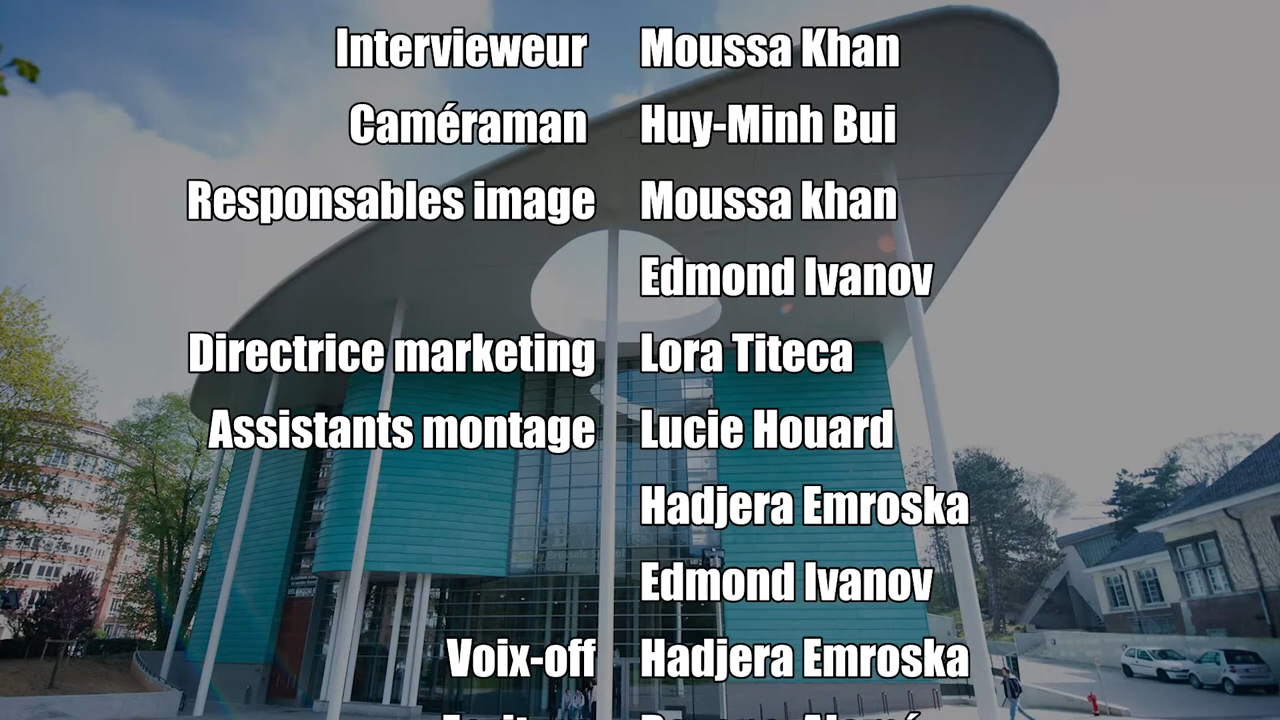 Intervieweur Moussa Khan
Caméraman Huy-Minh Bui
Responsables image Moussa khan
Edmond Ivanov
Directrice marketing Lora Titeca
Assistants montage Lucie Houard
Hadjera Emroska
Edmond Ivanov
Voix-off Hadjera Emroska